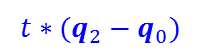 t * (q₂ − q₀)